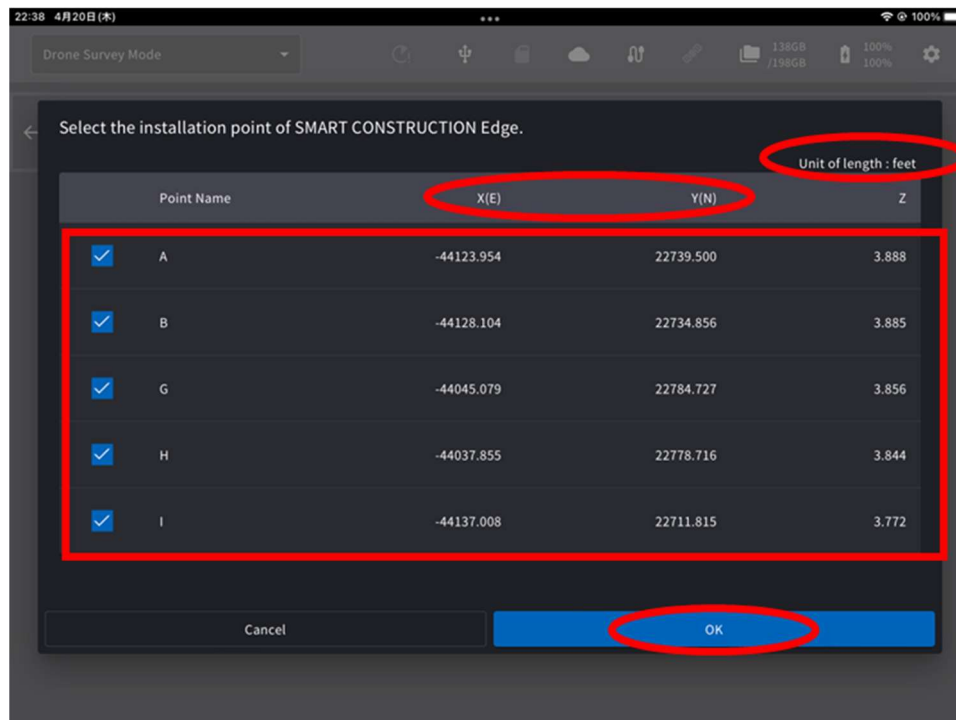 22:38 4月20日(木)
100%
Drone Survey Mode
138GB
/198GB
100%
100%
Select the installation point of SMART CONSTRUCTION Edge.
Unit of length : feet
Point Name X(E) Y(N) Z
A -44123.954 22739.500 3.888
B -44128.104 22734.856 3.885
G -44045.079 22784.727 3.856
H -44037.855 22778.716 3.844
I -44137.008 22711.815 3.772
Cancel OK